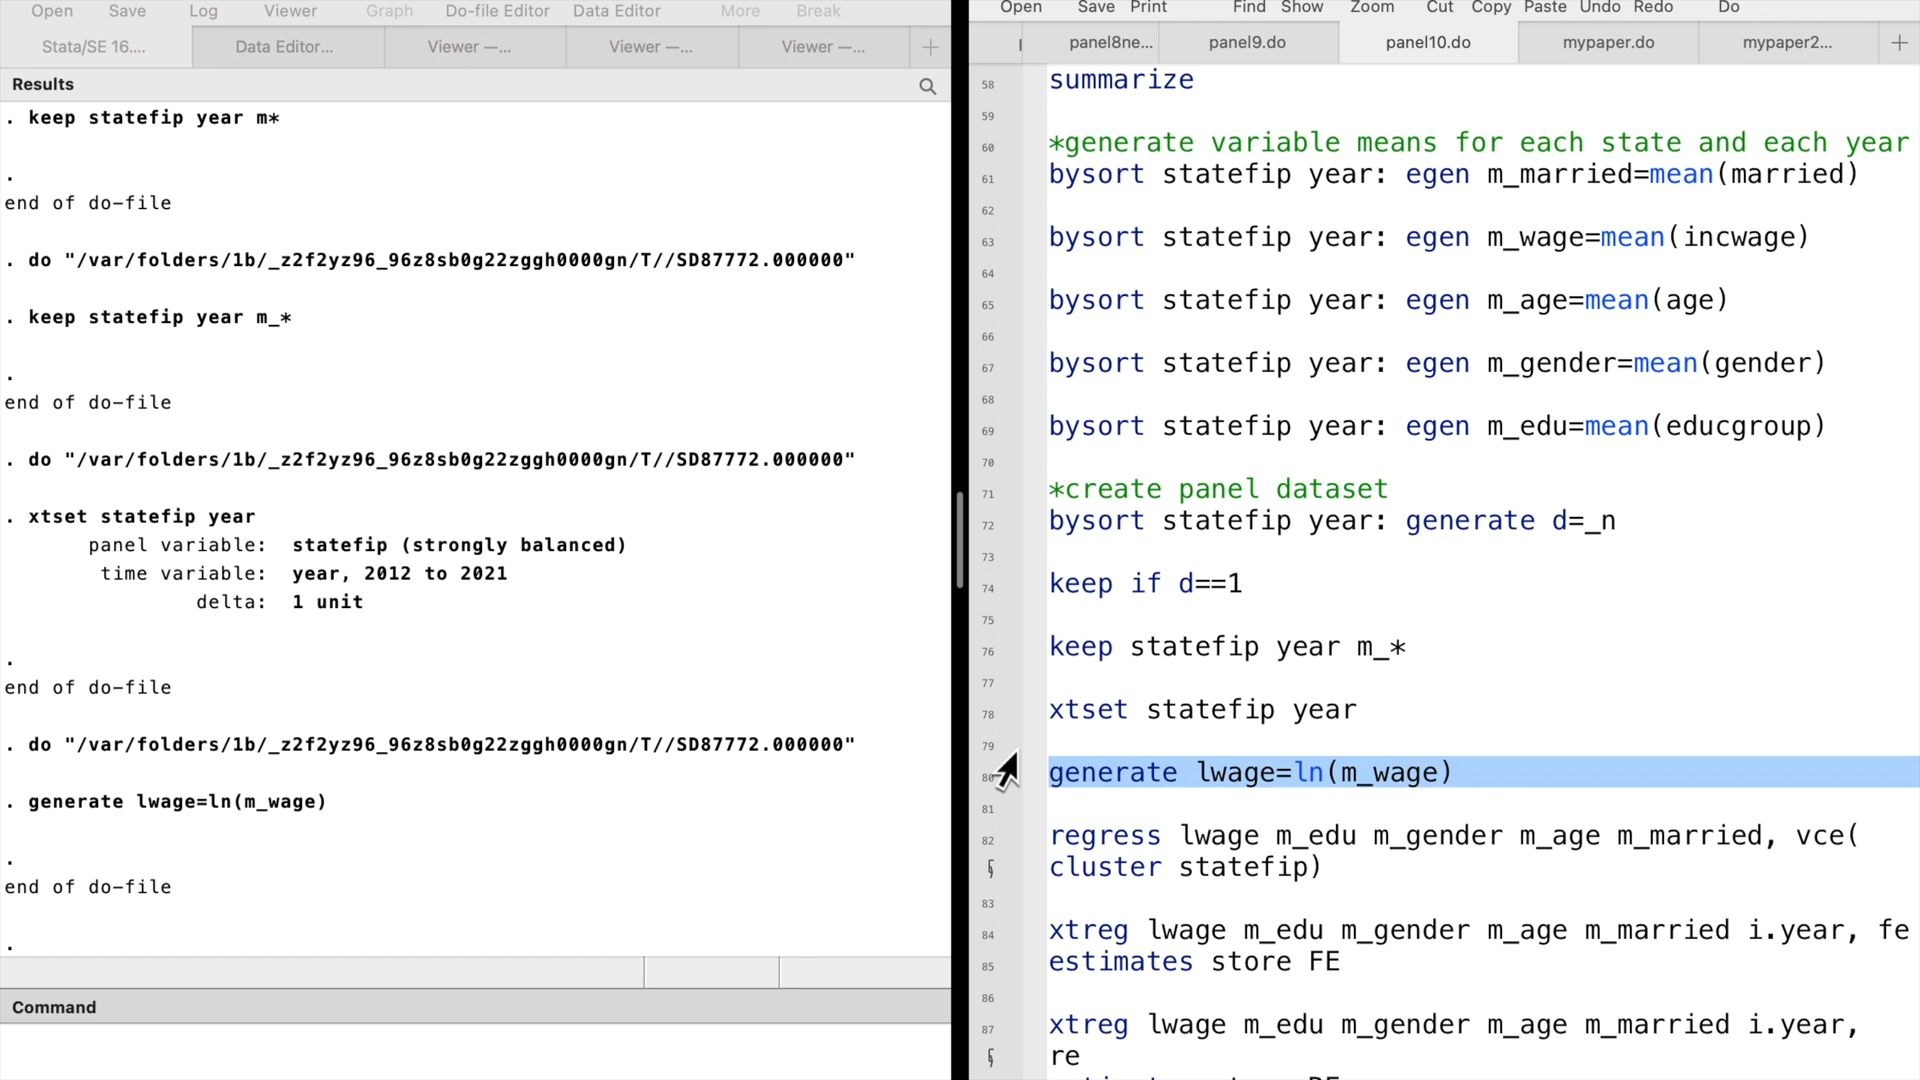 Open Save Log Viewer Graph Do-file Editor Data Editor More Break
Stata/SE 16.... Data Editor... Viewer —... Viewer —... Viewer —... +
Results
. keep statefip year m*
.
end of do-file
. do "/var/folders/1b/_z2f2yz96_96z8sb0g22zggh0000gn/T//SD87772.000000"
. keep statefip year m_*
.
end of do-file
. do "/var/folders/1b/_z2f2yz96_96z8sb0g22zggh0000gn/T//SD87772.000000"
. xtset statefip year
panel variable: statefip (strongly balanced)
time variable: year, 2012 to 2021
delta: 1 unit
.
end of do-file
. do "/var/folders/1b/_z2f2yz96_96z8sb0g22zggh0000gn/T//SD87772.000000"
. generate lwage=ln(m_wage)
.
end of do-file
.
Command
Open Save Print Find Show Zoom Cut Copy Paste Undo Redo Do
panel8ne... panel9.do panel10.do mypaper.do mypaper2... +
58 summarize
59
60 *generate variable means for each state and each year
61 bysort statefip year: egen m_married=mean(married)
62
63 bysort statefip year: egen m_wage=mean(incwage)
64
65 bysort statefip year: egen m_age=mean(age)
66
67 bysort statefip year: egen m_gender=mean(gender)
68
69 bysort statefip year: egen m_edu=mean(educgroup)
70
71 *create panel dataset
72 bysort statefip year: generate d=_n
73
74 keep if d==1
75
76 keep statefip year m_*
77
78 xtset statefip year
79
80 generate lwage=ln(m_wage)
81
82 regress lwage m_edu m_gender m_age m_married, vce(
cluster statefip)
83
84 xtreg lwage m_edu m_gender m_age m_married i.year, fe
85 estimates store FE
86
87 xtreg lwage m_edu m_gender m_age m_married i.year,
re